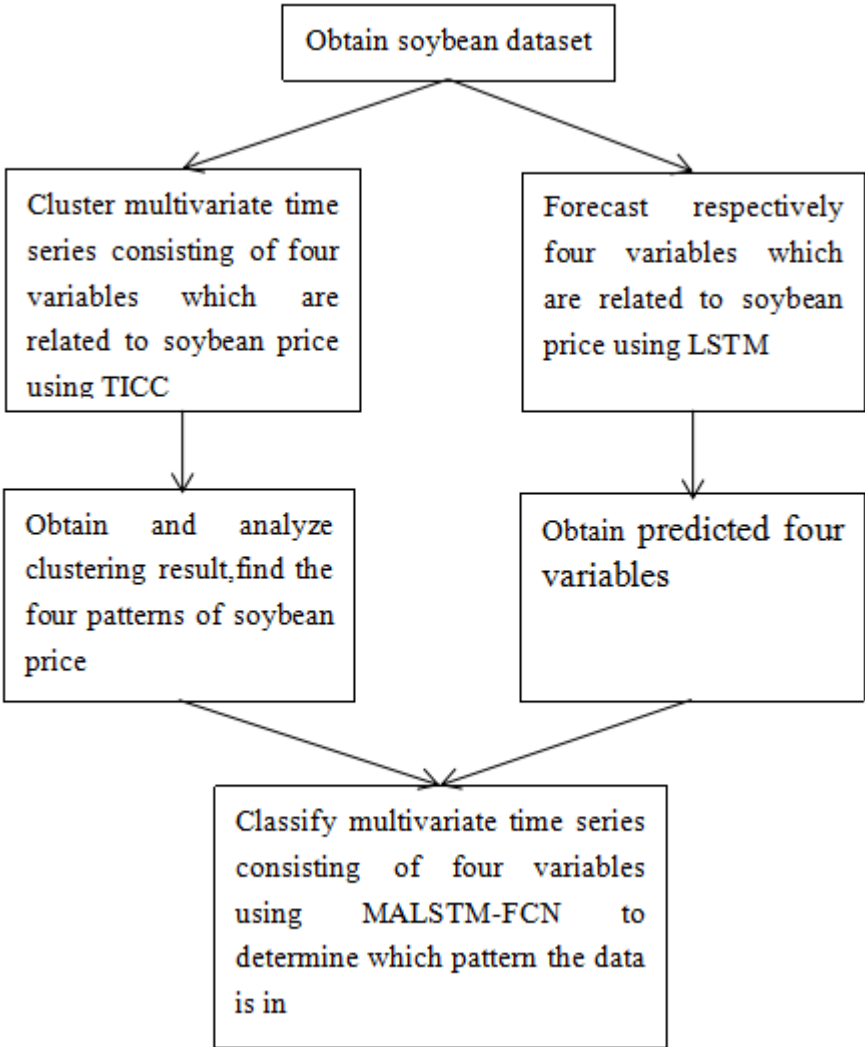 Obtain soybean dataset
Cluster multivariate time
series consisting of four
variables which are
related to soybean price
using TICC
Forecast respectively
four variables which
are related to soybean
price using LSTM
Obtain and analyze
clustering result,find the
four patterns of soybean
price
Obtain predicted four
variables
Classify multivariate time series
consisting of four variables
using MALSTM-FCN to
determine which pattern the data
is in